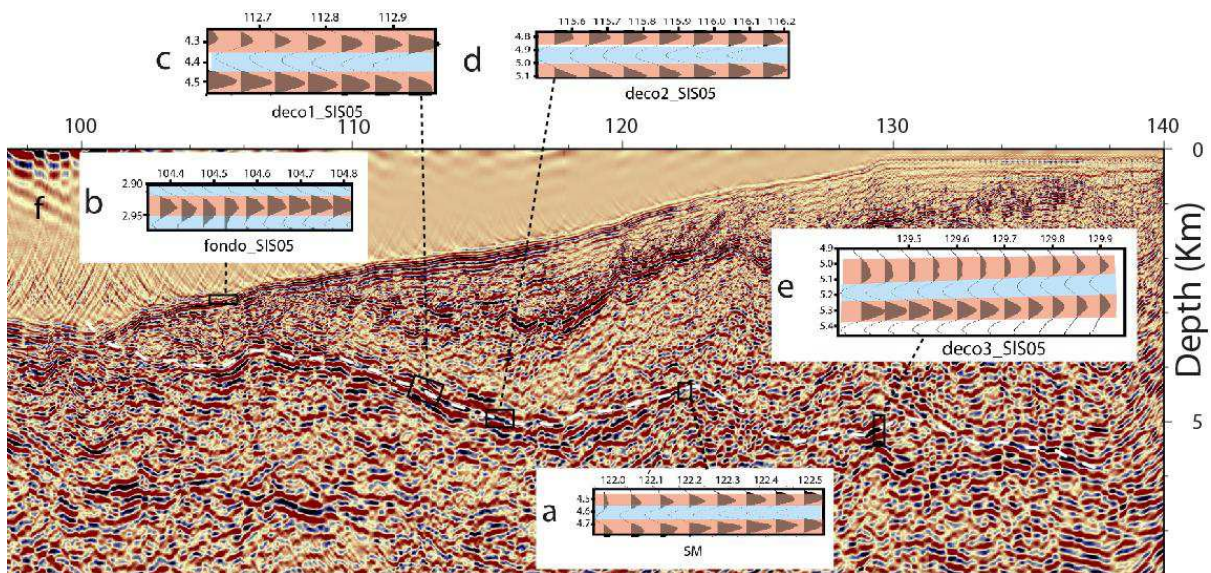 112.7 112.8 112.9
4.3
4.4
4.5
c
deco1_SIS05
115.6 115.7 115.8 115.9 116.0 116.1 116.2
4.8
4.9
5.0
5.1
d
deco2_SIS05
100 110 120 130 140
0
5
Depth (Km)
f
b
104.4 104.5 104.6 104.7 104.8
2.90
2.95
fondo_SIS05
e
129.5 129.6 129.7 129.8 129.9
4.9
5.0
5.1
5.2
5.3
5.4
deco3_SIS05
a
122.0 122.1 122.2 122.3 122.4 122.5
4.5
4.6
4.7
SM